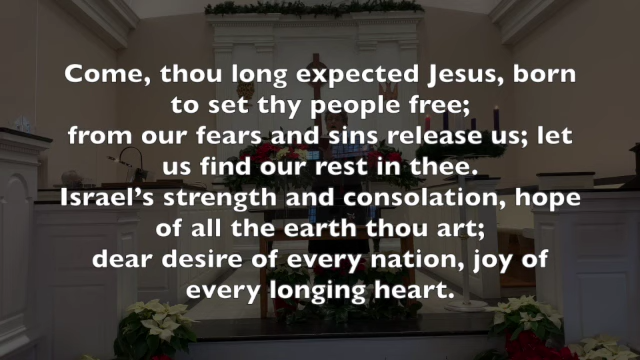 Come, thou long expected Jesus, born
to set thy people free;
from our fears and sins release us; let
us find our rest in thee.
Israel’s strength and consolation, hope
of all the earth thou art;
dear desire of every nation, joy of
every longing heart.